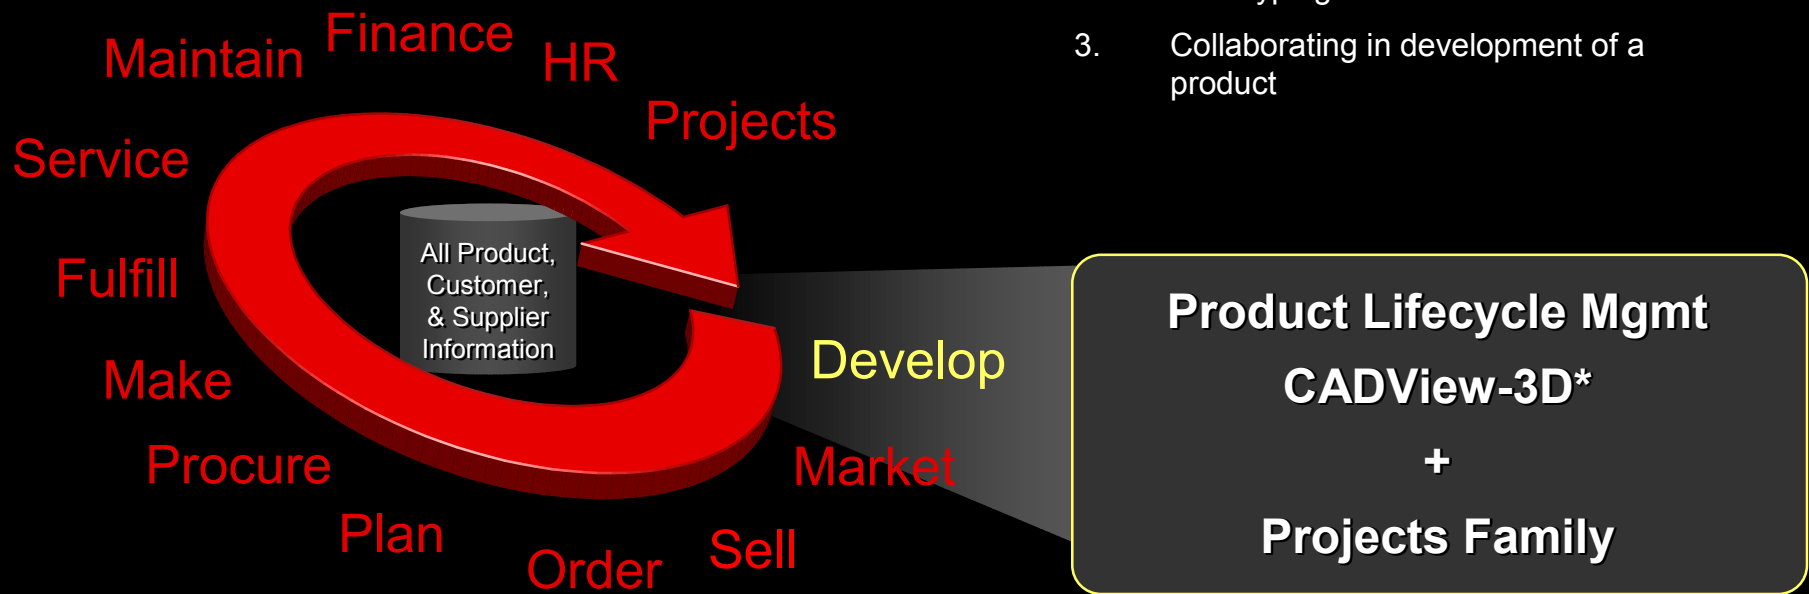 3. Collaborating in development of a
product
Finance
Maintain
HR
Projects
Service
All Product,
Customer,
& Supplier
Information
Fulfill
Develop
Make
Market
Procure
Plan
Sell
Order
Product Lifecycle Mgmt
CADView-3D*
+
Projects Family